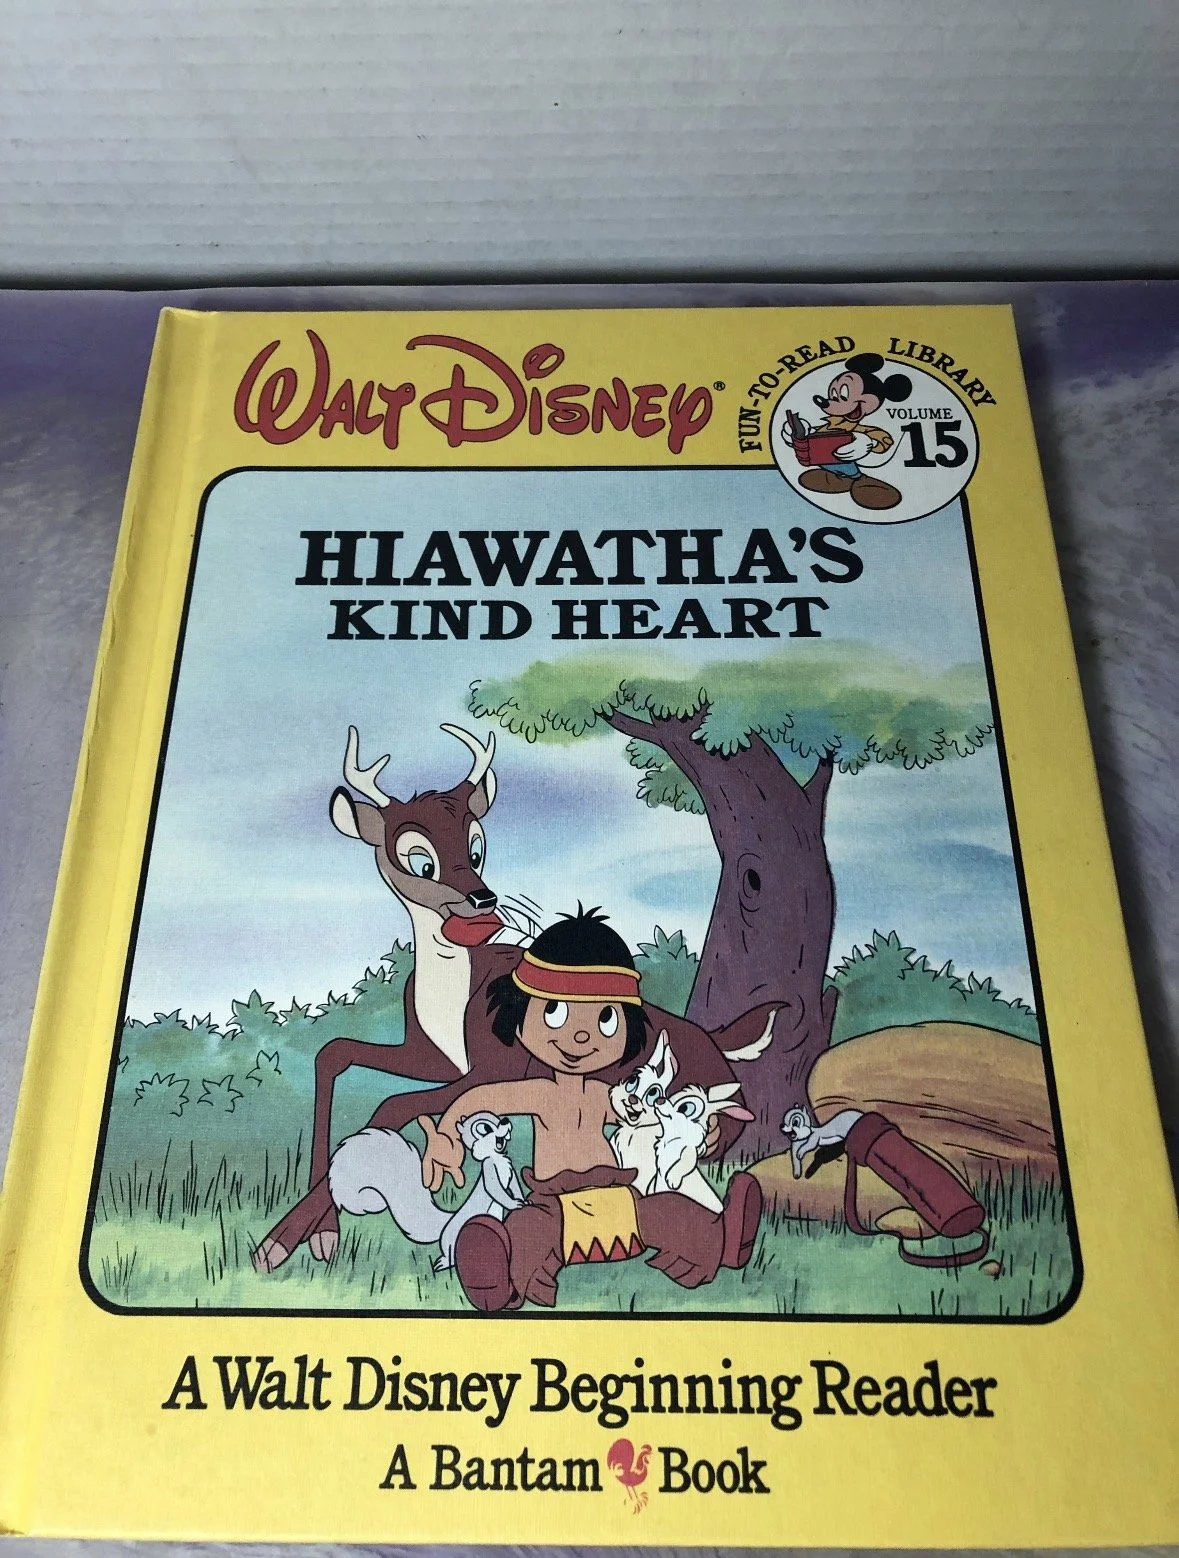 WALT DISNEY®
FUN-TO-READ LIBRARY
VOLUME
15
HIAWATHA'S
KIND HEART
A Walt Disney Beginning Reader
A Bantam Book